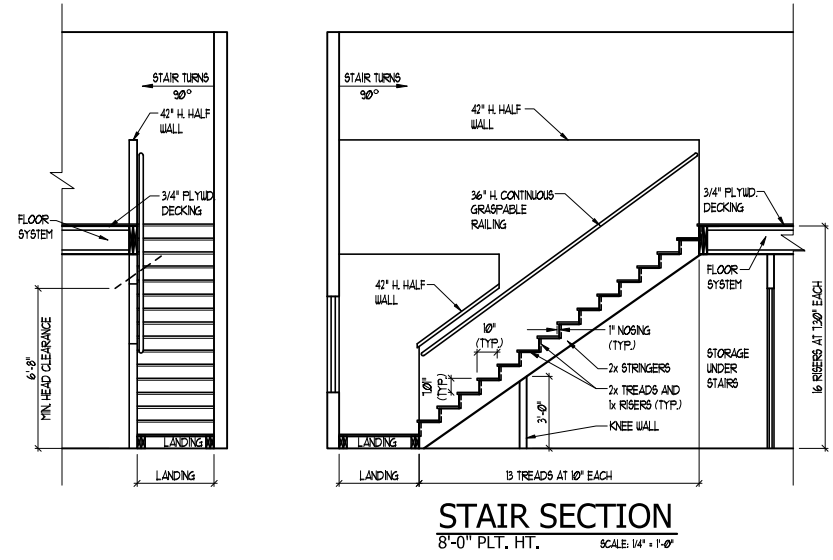 STAIR TURNS
90°
42" H. HALF
WALL
3/4" PLYWD.
DECKING
FLOOR
SYSTEM
6'-8"
MIN. HEAD CLEARANCE
LANDING
LANDING
STAIR TURNS
90°
42" H. HALF
WALL
36" H. CONTINUOUS
GRASPABLE
RAILING
3/4" PLYWD.
DECKING
FLOOR
SYSTEM
42" H. HALF
WALL
10"
(TYP.)
7.01"
(TYP.)
1" NOSING
(TYP.)
2x STRINGERS
2x TREADS AND
1x RISERS (TYP.)
KNEE WALL
3'-0"
STORAGE
UNDER
STAIRS
16 RISERS AT 7.30" EACH
LANDING
LANDING
13 TREADS AT 10" EACH
STAIR SECTION
8'-0" PLT. HT.
SCALE: 1/4" = 1'-0"